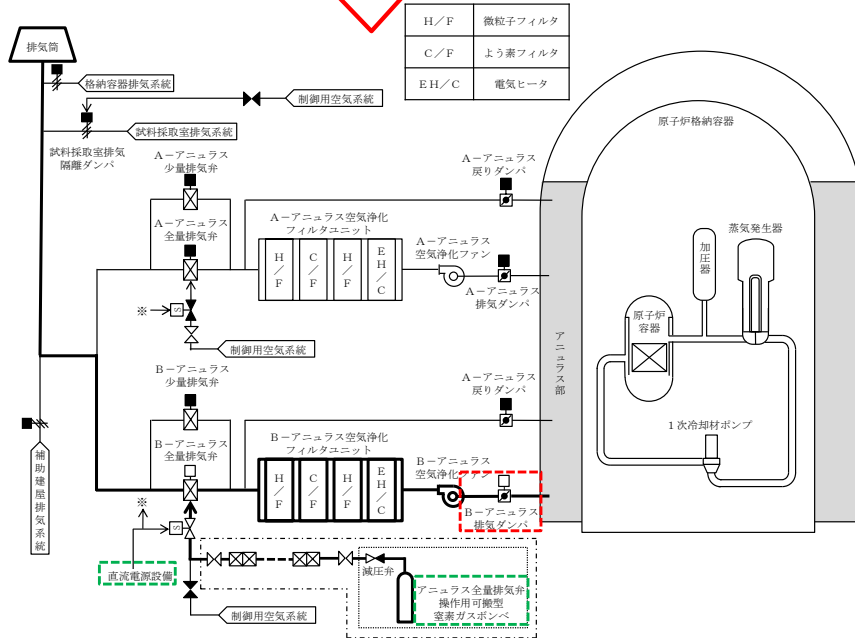 H/F
微粒子フィルタ
C/F
よう素フィルタ
EH/C
電気ヒータ
排気筒
格納容器排気系統
制御用空気系統
試料採取室排気系統
試料採取室排気
隔離ダンパ
原子炉格納容器
A-アニュラス
少量排気弁
A-アニュラス
戻りダンパ
A-アニュラス
全量排気弁
A-アニュラス空気浄化
フィルタユニット
H/F
C/F
H/F
EH/C
A-アニュラス
空気浄化ファン
A-アニュラス
排気ダンパ
※
S
制御用空気系統
加圧器
蒸気発生器
原子炉
容器
アニュラス部
1次冷却材ポンプ
B-アニュラス
少量排気弁
A-アニュラス
戻りダンパ
B-アニュラス
全量排気弁
B-アニュラス空気浄化
フィルタユニット
H/F
C/F
H/F
EH/C
B-アニュラス
空気浄化ファン
B-アニュラス
排気ダンパ
補助建屋排気系統
※
S
直流電源設備
減圧弁
アニュラス全量排気弁
操作用可搬型
窒素ガスボンベ
制御用空気系統